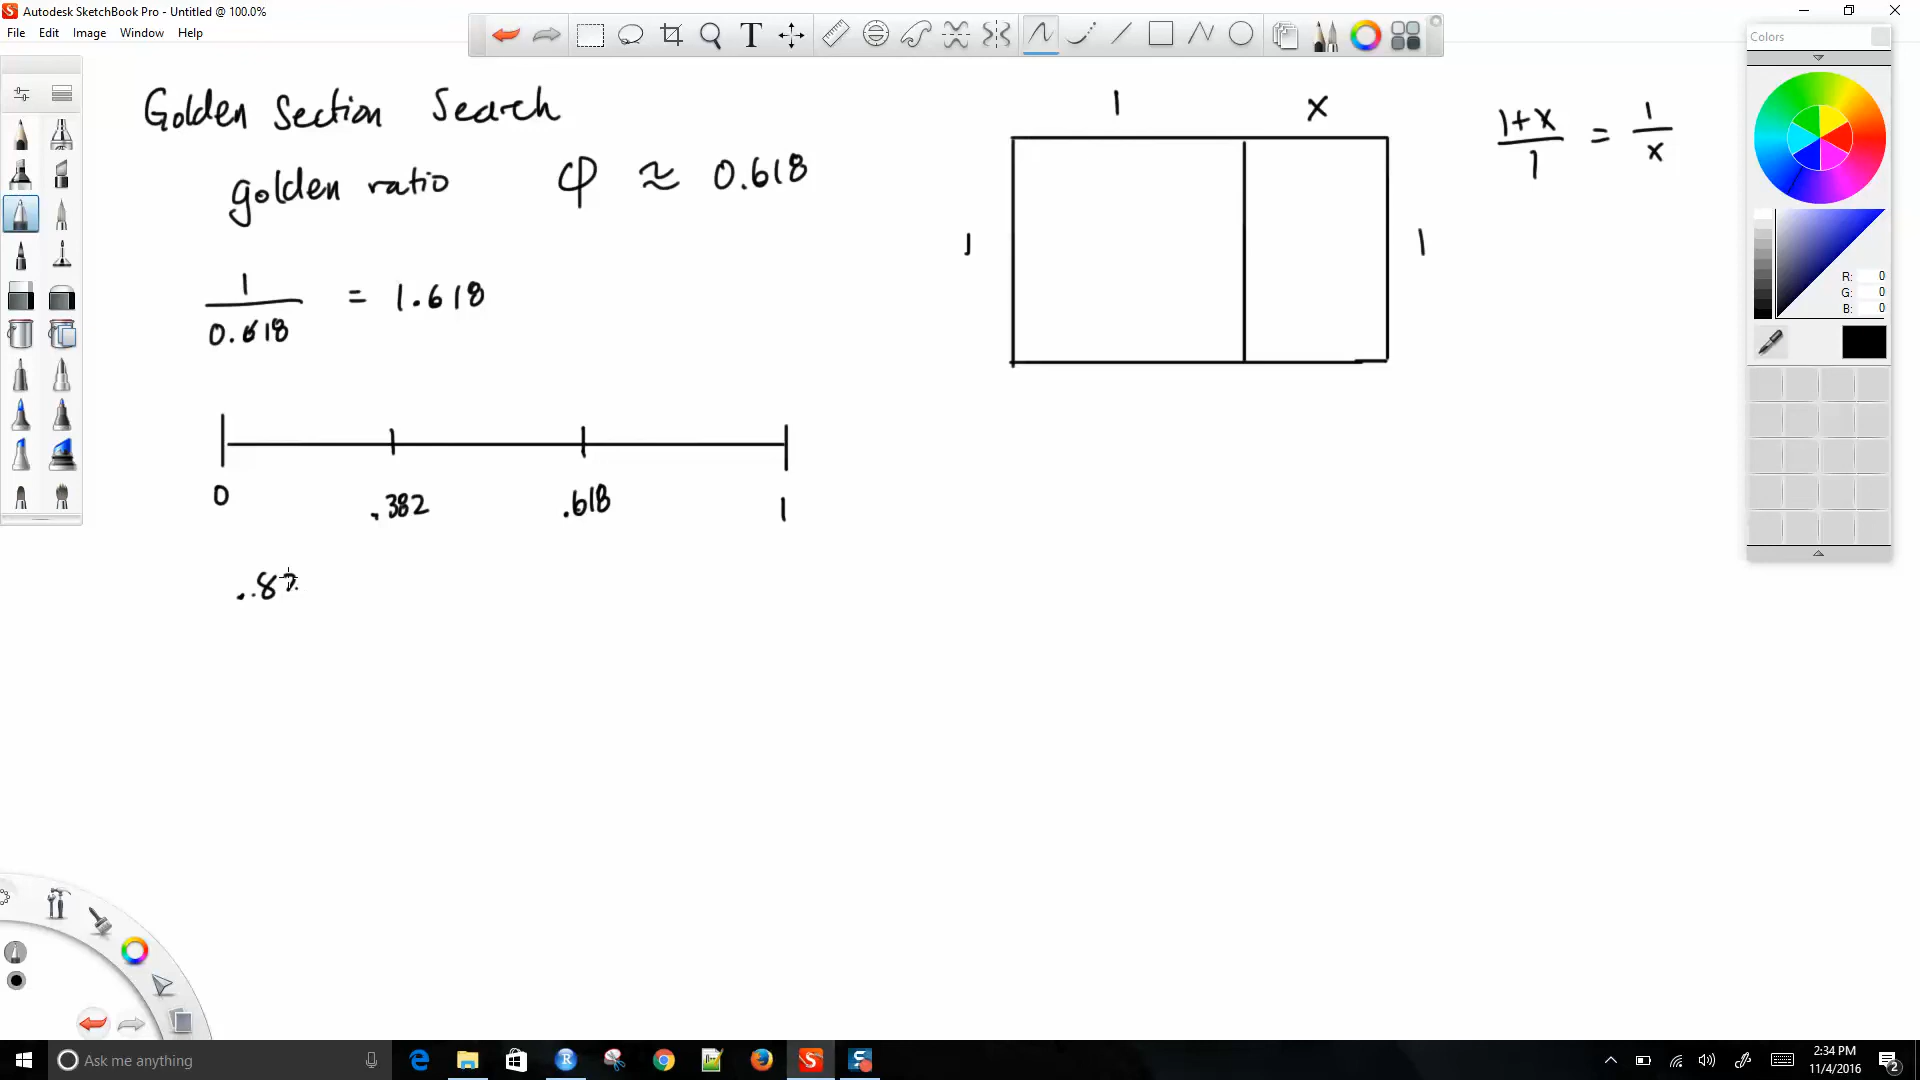 Autodesk SketchBook Pro - Untitled @ 100.0%
File Edit Image Window Help
T
Colors
Golden Section Search
golden ratio φ ≈ 0.618
1 / 0.618 = 1.618
0 .382 .618 1
1 x
1 1
1+x / 1 = 1 / x
R: 0
G: 0
B: 0
Ask me anything
2:34 PM
11/4/2016
2